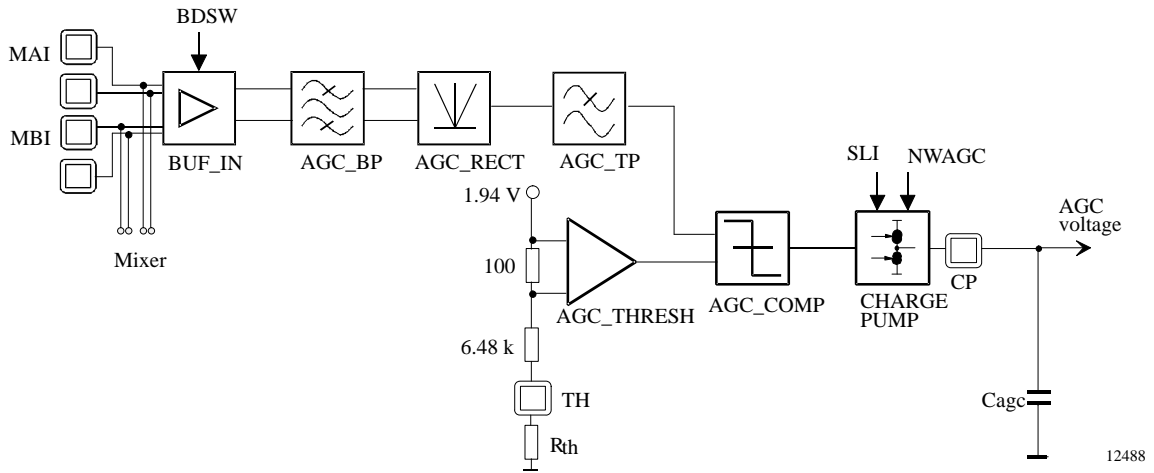 BDSW
MAI
MBI
BUF_IN
AGC_BP
AGC_RECT
AGC_TP
Mixer
1.94 V
100
AGC_THRESH
6.48 k
TH
Rth
AGC_COMP
SLI
NWAGC
CHARGE
PUMP
CP
AGC
voltage
Cagc
12488